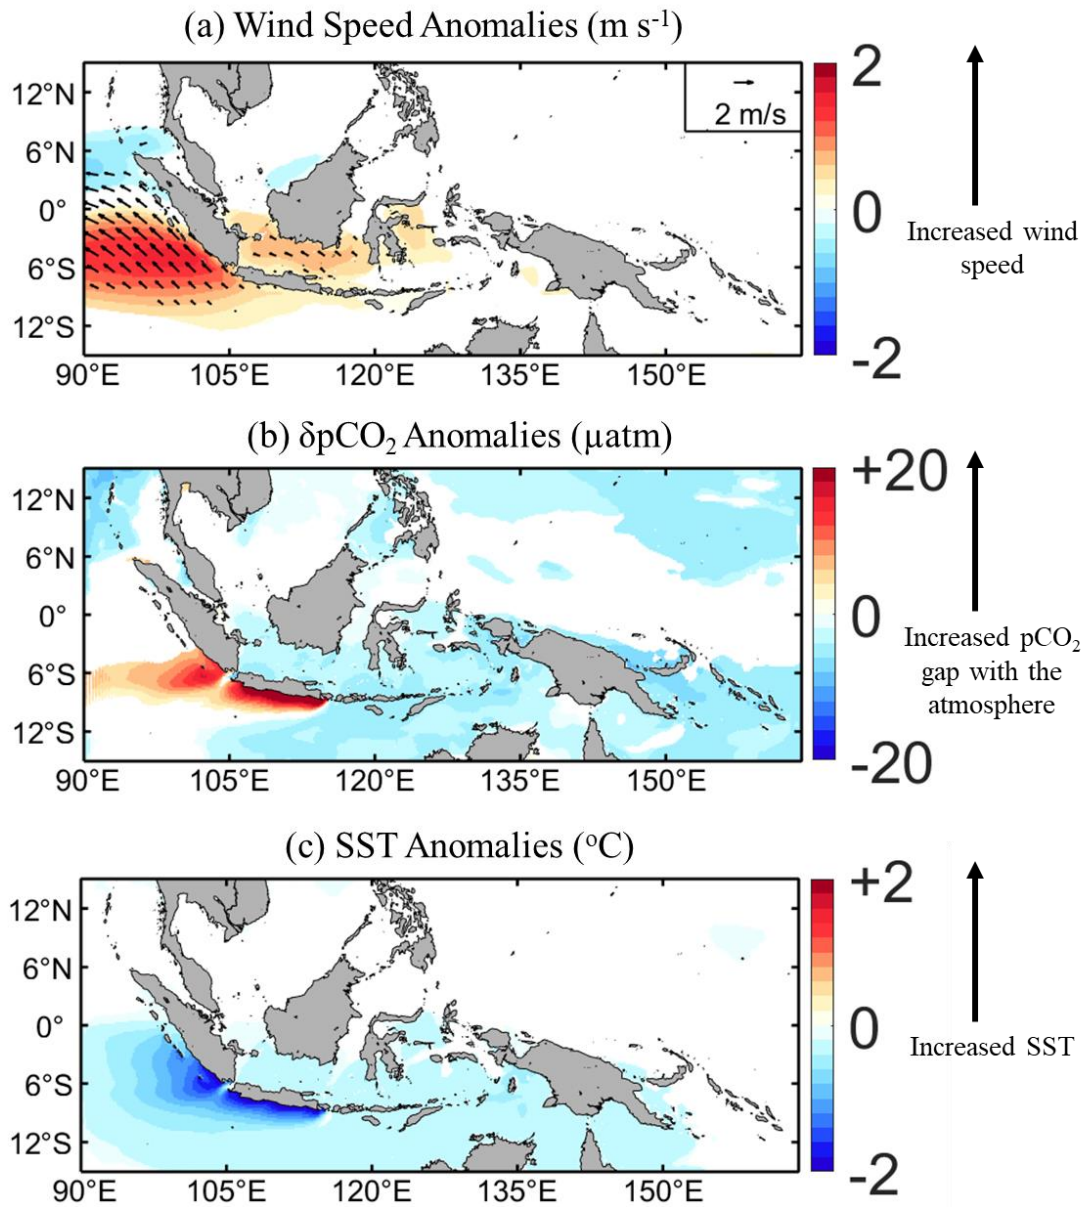 (a) Wind Speed Anomalies (m s-1)
12°N
6°N
0°
6°S
12°S
90°E 105°E 120°E 135°E 150°E
2 m/s
2
0
-2
Increased wind
speed
(b) δpCO2 Anomalies (µatm)
12°N
6°N
0°
6°S
12°S
90°E 105°E 120°E 135°E 150°E
+20
0
-20
Increased pCO2
gap with the
atmosphere
(c) SST Anomalies (oC)
12°N
6°N
0°
6°S
12°S
90°E 105°E 120°E 135°E 150°E
+2
0
-2
Increased SST